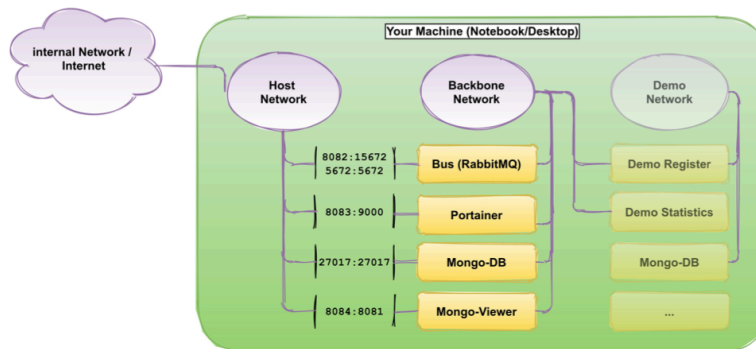 Your Machine (Notebook/Desktop)
internal Network /
Internet
Host
Network
Backbone
Network
Demo
Network
8082:15672
5672:5672
Bus (RabbitMQ)
Demo Register
8083:9000
Portainer
Demo Statistics
27017:27017
Mongo-DB
Mongo-DB
8084:8081
Mongo-Viewer
...